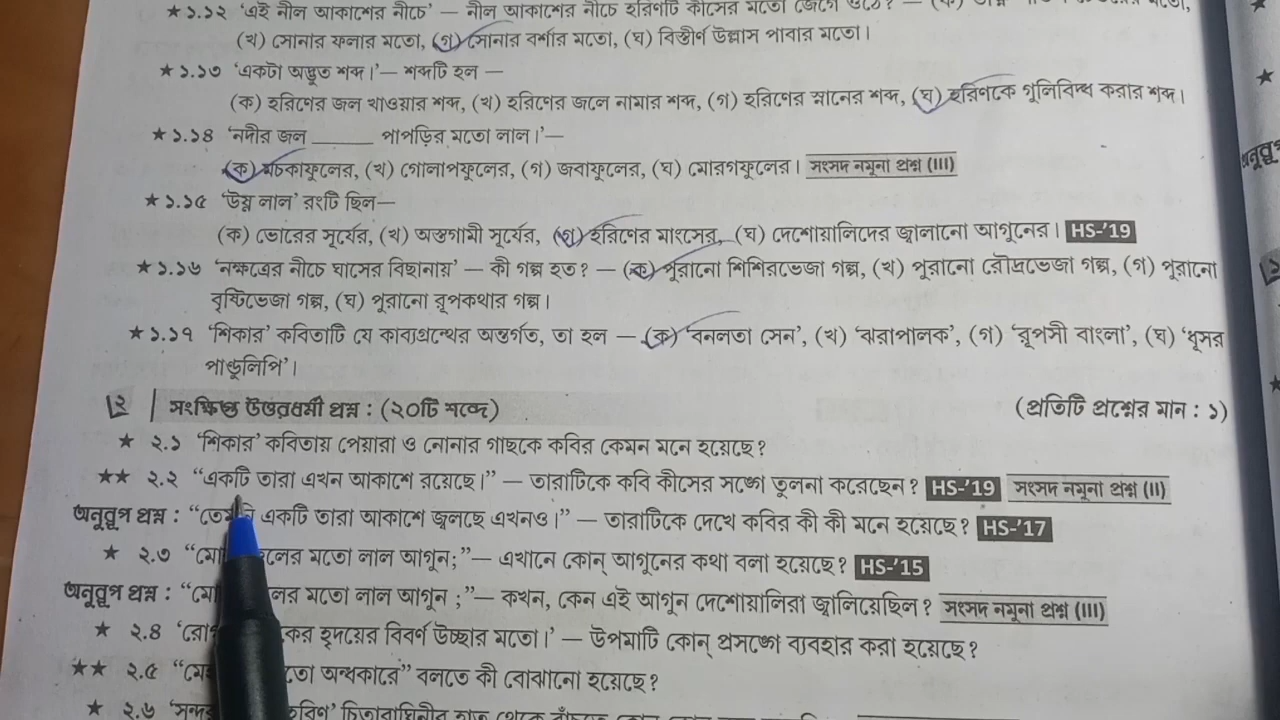 ★ ১.১২ ‘এই নীল আকাশের নীচে’ — নীল আকাশের নীচে হরিণটি কীসের মতো জেগে ওঠে? — (ক)
(খ) সোনার ফলার মতো, (গ) সোনার বর্শার মতো, (ঘ) বিস্তীর্ণ উল্লাস পাবার মতো।
★ ১.১৩ ‘একটা অদ্ভুত শব্দ।’— শব্দটি হল —
(ক) হরিণের জল খাওয়ার শব্দ, (খ) হরিণের জলে নামার শব্দ, (গ) হরিণের স্নানের শব্দ, (ঘ) হরিণকে গুলিবিদ্ধ করার শব্দ।
★ ১.১৪ ‘নদীর জল ______ পাপড়ির মতো লাল।’—
(ক) মচকাফুলের, (খ) গোলাপফুলের, (গ) জবাফুলের, (ঘ) মোরগফুলের। সংসদ নমুনা প্রশ্ন (III)
★ ১.১৫ ‘উষ্ণ লাল’ রংটি ছিল—
(ক) ভোরের সূর্যের, (খ) অস্তগামী সূর্যের, (গ) হরিণের মাংসের, (ঘ) দেশোয়ালিদের জ্বালানো আগুনের। HS-’19
★ ১.১৬ ‘নক্ষত্রের নীচে ঘাসের বিছানায়’ — কী গল্প হত? — (ক) পুরানো শিশিরভেজা গল্প, (খ) পুরানো রৌদ্রভেজা গল্প, (গ) পুরানো
বৃষ্টিভেজা গল্প, (ঘ) পুরানো রূপকথার গল্প।
★ ১.১৭ ‘শিকার’ কবিতাটি যে কাব্যগ্রন্থের অন্তর্গত, তা হল — (ক) ‘বনলতা সেন’, (খ) ‘ঝরাপালক’, (গ) ‘রূপসী বাংলা’, (ঘ) ‘ধূসর
পাণ্ডুলিপি’।
২ সংক্ষিপ্ত উত্তরধর্মী প্রশ্ন : (২০টি শব্দে) (প্রতিটি প্রশ্নের মান : ১)
★ ২.১ ‘শিকার’ কবিতায় পেয়ারা ও নোনার গাছকে কবির কেমন মনে হয়েছে?
★★ ২.২ “একটি তারা এখন আকাশে রয়েছে।” — তারাটিকে কবি কীসের সঙ্গে তুলনা করেছেন? HS-’19 সংসদ নমুনা প্রশ্ন (II)
অনুরূপ প্রশ্ন : একটি তারা আকাশে জ্বলছে এখনও।” — তারাটিকে দেখে কবির কী কী মনে হয়েছে? HS-’17
★ ২.৩ মতো লাল আগুন;”— এখানে কোন্ আগুনের কথা বলা হয়েছে? HS-’15
অনুরূপ প্রশ্ন : মতো লাল আগুন ;”— কখন, কেন এই আগুন দেশোয়ালিরা জ্বালিয়েছিল? সংসদ নমুনা প্রশ্ন (III)
★ ২.৪ হৃদয়ের বিবর্ণ ইচ্ছার মতো।’ — উপমাটি কোন্ প্রসঙ্গে ব্যবহার করা হয়েছে?
★★ ২.৫ অন্ধকারে” বলতে কী বোঝানো হয়েছে?
★ ২.৬